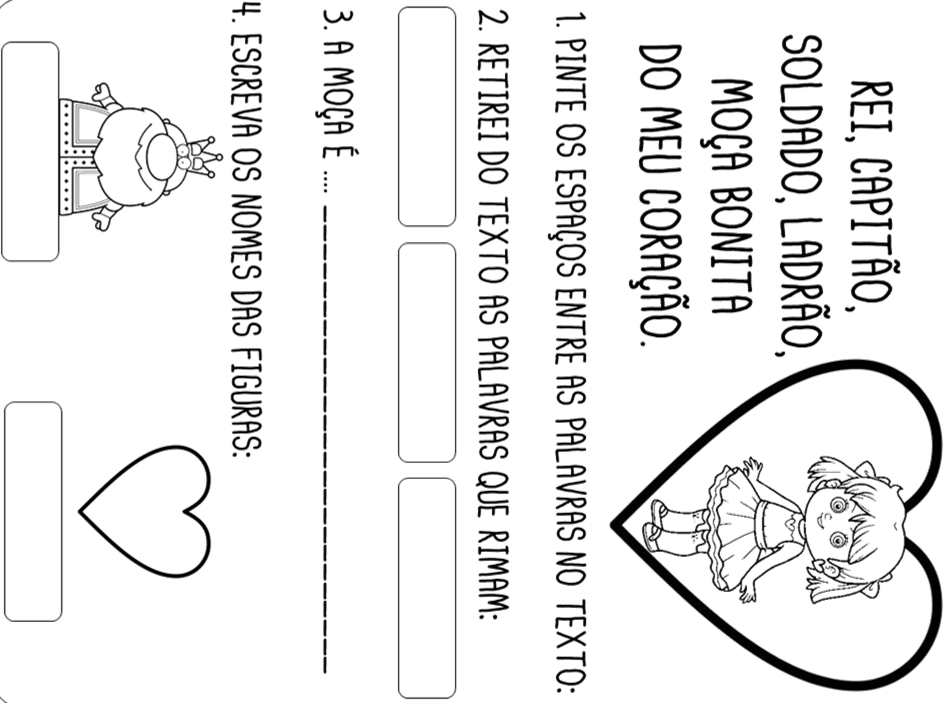 REI, CAPITÃO,
SOLDADO, LADRÃO,
MOÇA BONITA
DO MEU CORAÇÃO.
1. PINTE OS ESPAÇOS ENTRE AS PALAVRAS NO TEXTO:
2. RETIREI DO TEXTO AS PALAVRAS QUE RIMAM:
3. A MOÇA É ....
4. ESCREVA OS NOMES DAS FIGURAS: